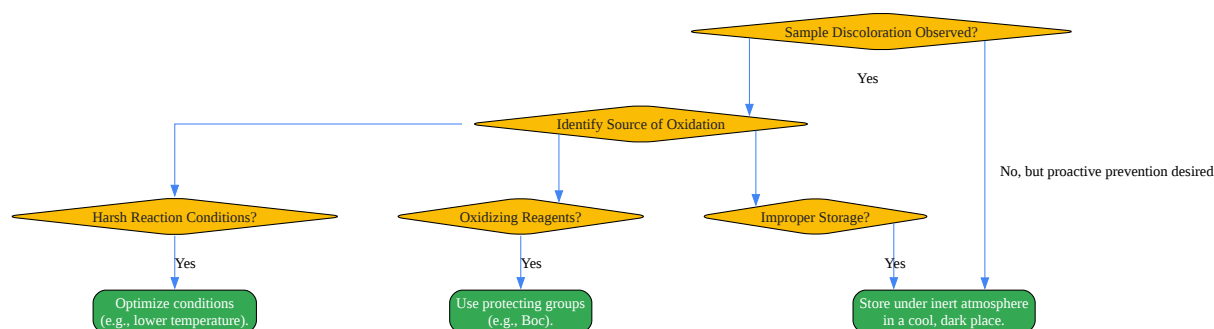 Sample Discoloration Observed?
Yes
Identify Source of Oxidation
No, but proactive prevention desired
Harsh Reaction Conditions?
Oxidizing Reagents?
Improper Storage?
Yes
Yes
Yes
Optimize conditions
(e.g., lower temperature).
Use protecting groups
(e.g., Boc).
Store under inert atmosphere
in a cool, dark place.